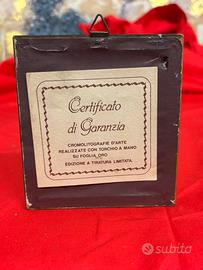 Certificato
di Garanzia
CROMOLITOGRAFIE D'ARTE
REALIZZATE CON TORCHIO A MANO
SU FOGLIA ORO
EDIZIONE A TIRATURA LIMITATA.
subito